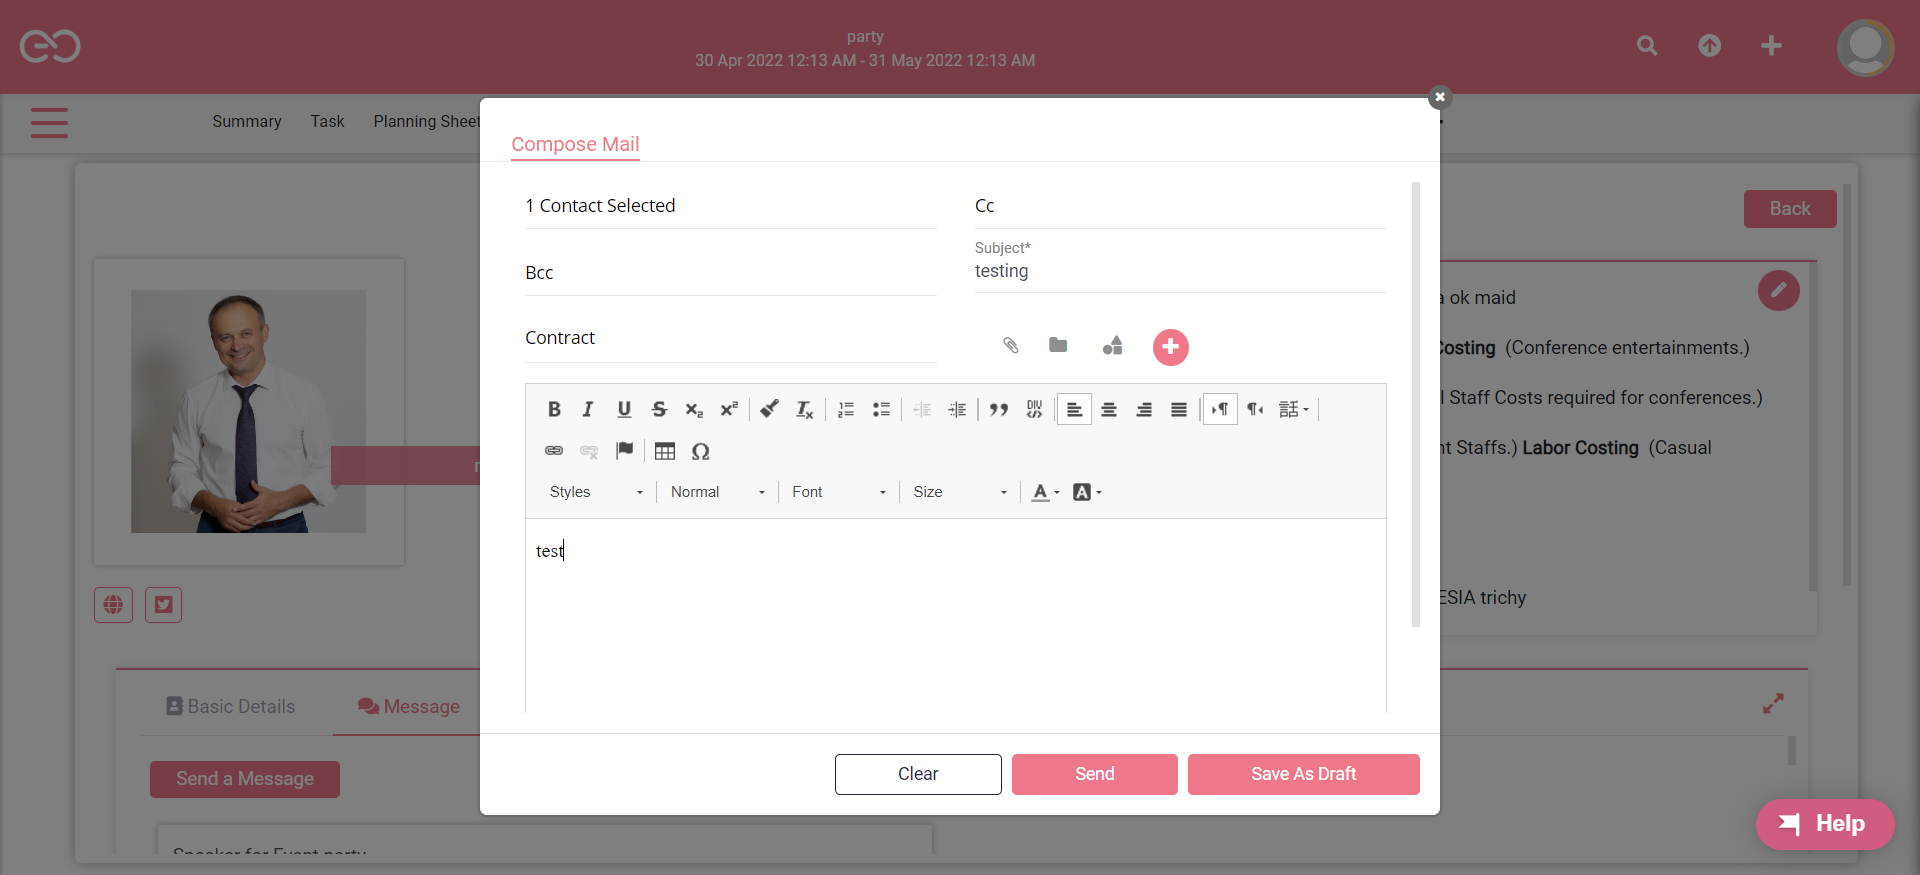 party
30 Apr 2022 12:13 AM - 31 May 2022 12:13 AM
Summary Task Planning Sheet
Compose Mail
1 Contact Selected Cc
Subject*
Bcc testing
Contract
Styles Normal Font Size
test
Clear Send Save As Draft
Back
ok maid
Costing (Conference entertainments.)
Staff Costs required for conferences.)
Staffs.) Labor Costing (Casual
ESIA trichy
Basic Details Message
Send a Message
Speaker for Event party
Help